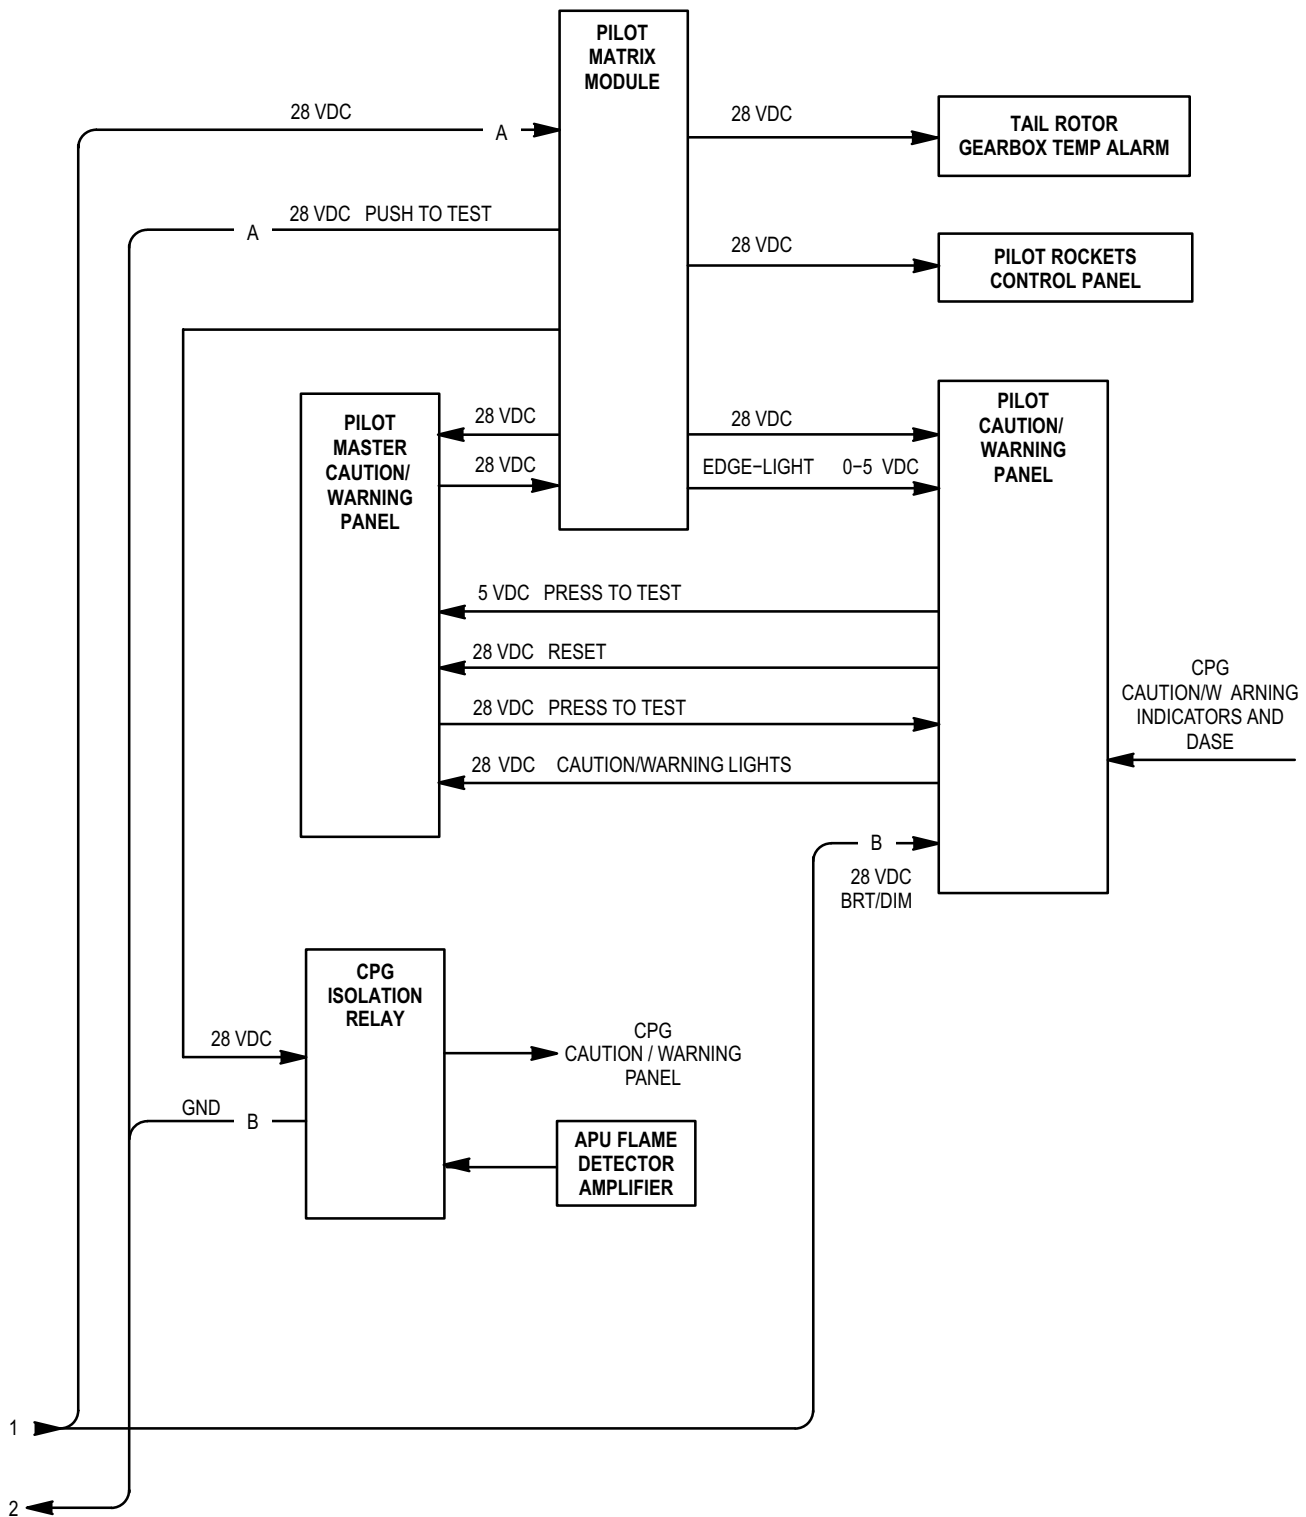 PILOT
MATRIX
MODULE
28 VDC
A
28 VDC
TAIL ROTOR
GEARBOX TEMP ALARM
28 VDC PUSH TO TEST
A
28 VDC
PILOT ROCKETS
CONTROL PANEL
PILOT
MASTER
CAUTION/
WARNING
PANEL
28 VDC
28 VDC
28 VDC
EDGE−LIGHT 0−5 VDC
PILOT
CAUTION/
WARNING
PANEL
5 VDC PRESS TO TEST
28 VDC RESET
28 VDC PRESS TO TEST
28 VDC CAUTION/WARNING LIGHTS
CPG
CAUTION/W ARNING
INDICATORS AND
DASE
B
28 VDC
BRT/DIM
CPG
ISOLATION
RELAY
28 VDC
CPG
CAUTION / WARNING
PANEL
GND
B
APU FLAME
DETECTOR
AMPLIFIER
1
2